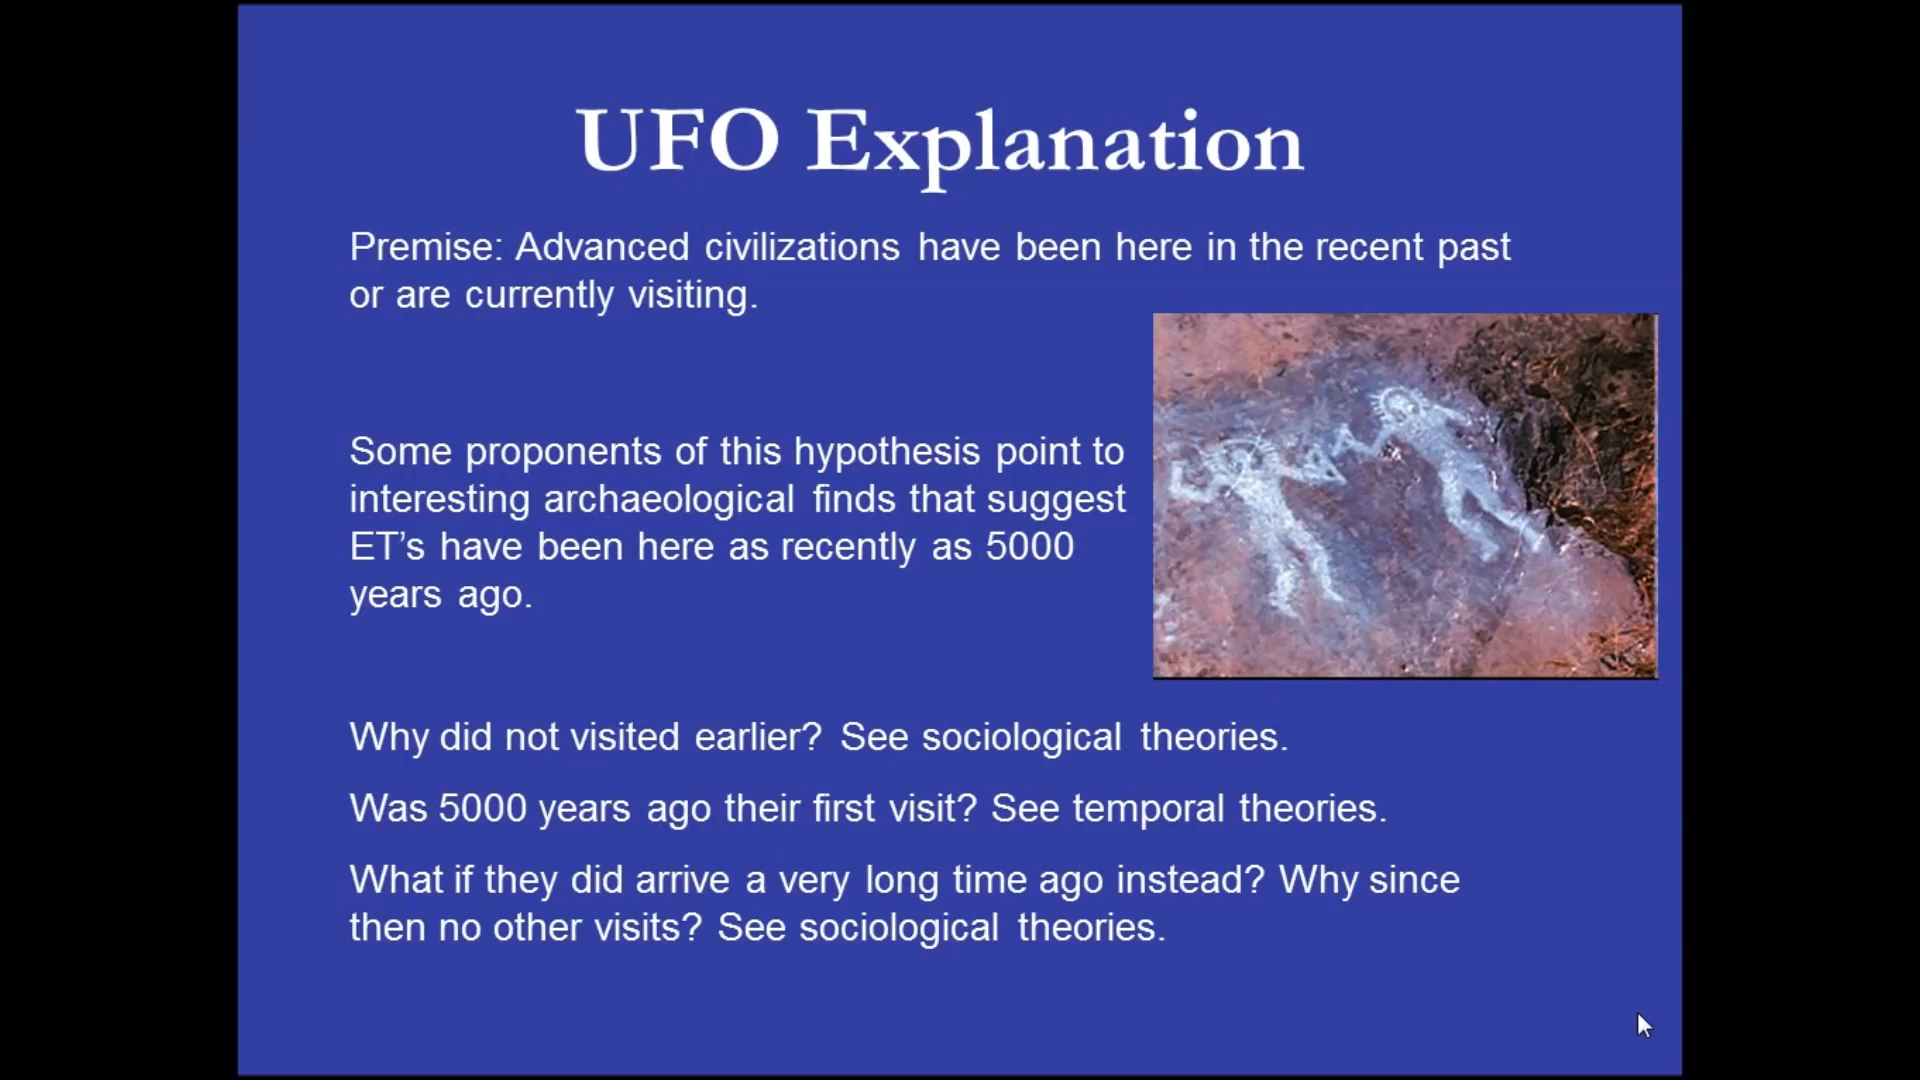 UFO Explanation
Premise: Advanced civilizations have been here in the recent past
or are currently visiting.
Some proponents of this hypothesis point to
interesting archaeological finds that suggest
ET’s have been here as recently as 5000
years ago.
Why did not visited earlier? See sociological theories.
Was 5000 years ago their first visit? See temporal theories.
What if they did arrive a very long time ago instead? Why since
then no other visits? See sociological theories.